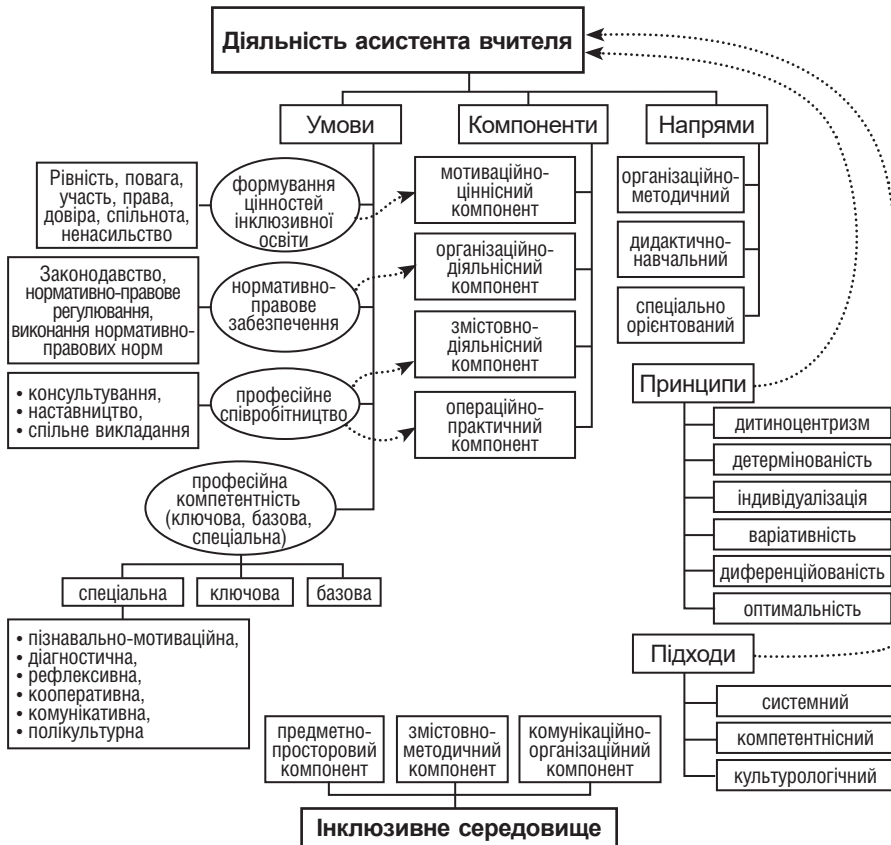 Діяльність асистента вчителя
Умови
Компоненти
Напрями
Рівність, повага,
участь, права,
довіра, спільнота,
ненасильство
формування
цінностей
інклюзивної
освіти
мотиваційно-
ціннісний
компонент
організаційно-
методичний
Законодавство,
нормативно-правове
регулювання,
виконання нормативно-
правових норм
нормативно-
правове
забезпечення
організаційно-
діяльнісний
компонент
дидактично-
навчальний
змістовно-
діяльнісний
компонент
спеціально
орієнтований
• консультування,
• наставництво,
• спільне викладання
професійне
співробітництво
операційно-
практичний
компонент
Принципи
дитиноцентризм
детермінованість
індивідуалізація
варіативність
диференційованість
оптимальність
професійна
компетентність
(ключова, базова,
спеціальна)
спеціальна
ключова
базова
• пізнавально-мотиваційна,
• діагностична,
• рефлексивна,
• кооперативна,
• комунікативна,
• полікультурна
Підходи
системний
компетентнісний
культурологічний
предметно-
просторовий
компонент
змістовно-
методичний
компонент
комунікаційно-
організаційний
компонент
Інклюзивне середовище